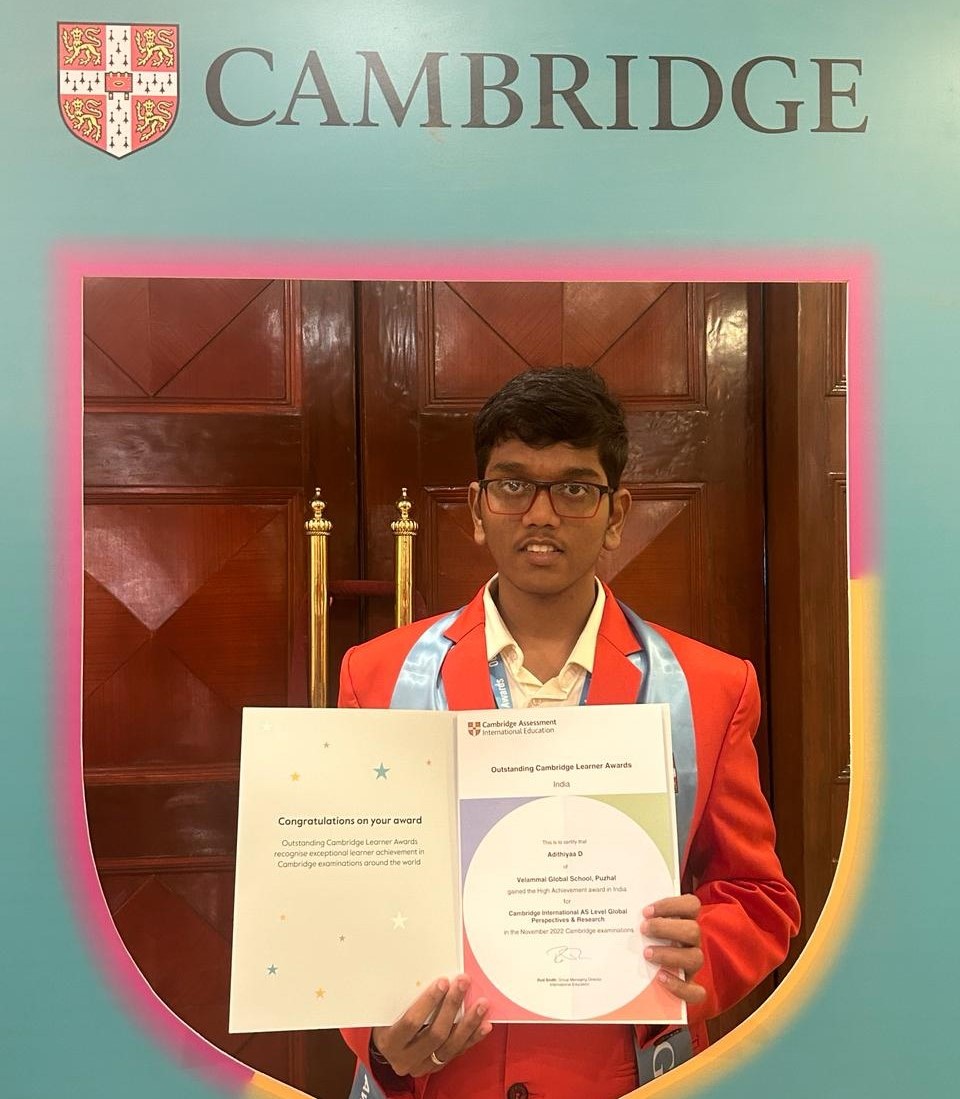 CAMBRIDGE
Awards
Congratulations on your award
Outstanding Cambridge Learner Awards
recognise exceptional learner achievement in
Cambridge examinations around the world
Cambridge Assessment
International Education
Outstanding Cambridge Learner Awards
India
This is to certify that
Adithiyaa D
of
Velammal Global School, Puzhal
gained the High Achievement award in India
for
Cambridge International AS Level Global
Perspectives & Research
in the November 2022 Cambridge examinations
Rod Smith, Group Managing Director
International Education